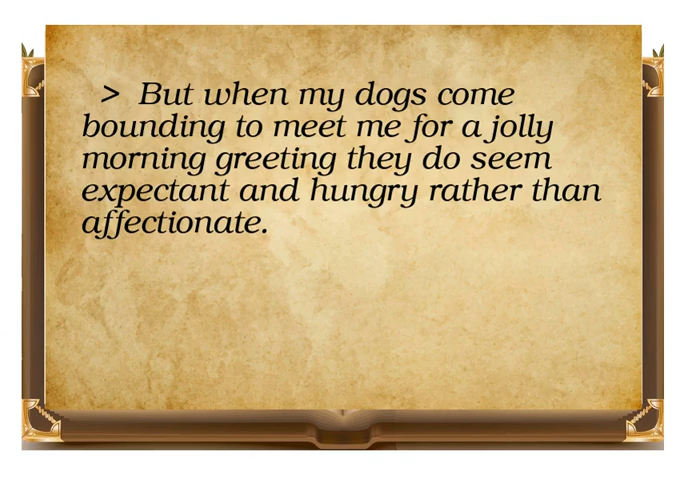 > But when my dogs come
bounding to meet me for a jolly
morning greeting they do seem
expectant and hungry rather than
affectionate.